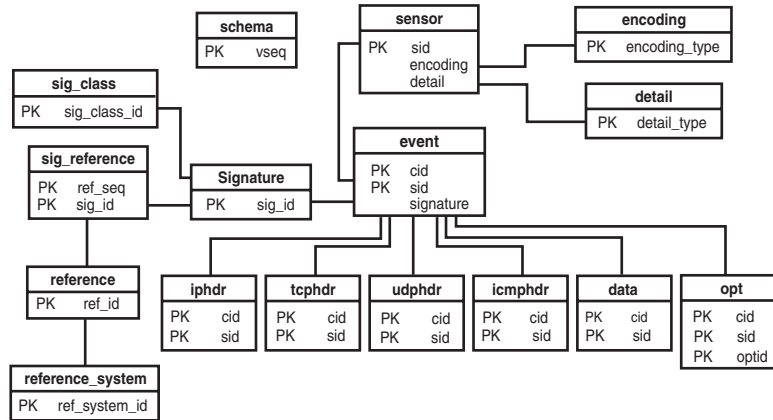 schema
PK vseq
sensor
PK sid
encoding
detail
encoding
PK encoding_type
detail
PK detail_type
sig_class
PK sig_class_id
sig_reference
PK ref_seq
PK sig_id
Signature
PK sig_id
event
PK cid
PK sid
signature
reference
PK ref_id
reference_system
PK ref_system_id
iphdr
PK cid
PK sid
tcphdr
PK cid
PK sid
udphdr
PK cid
PK sid
icmphdr
PK cid
PK sid
data
PK cid
PK sid
opt
PK cid
PK sid
PK optid